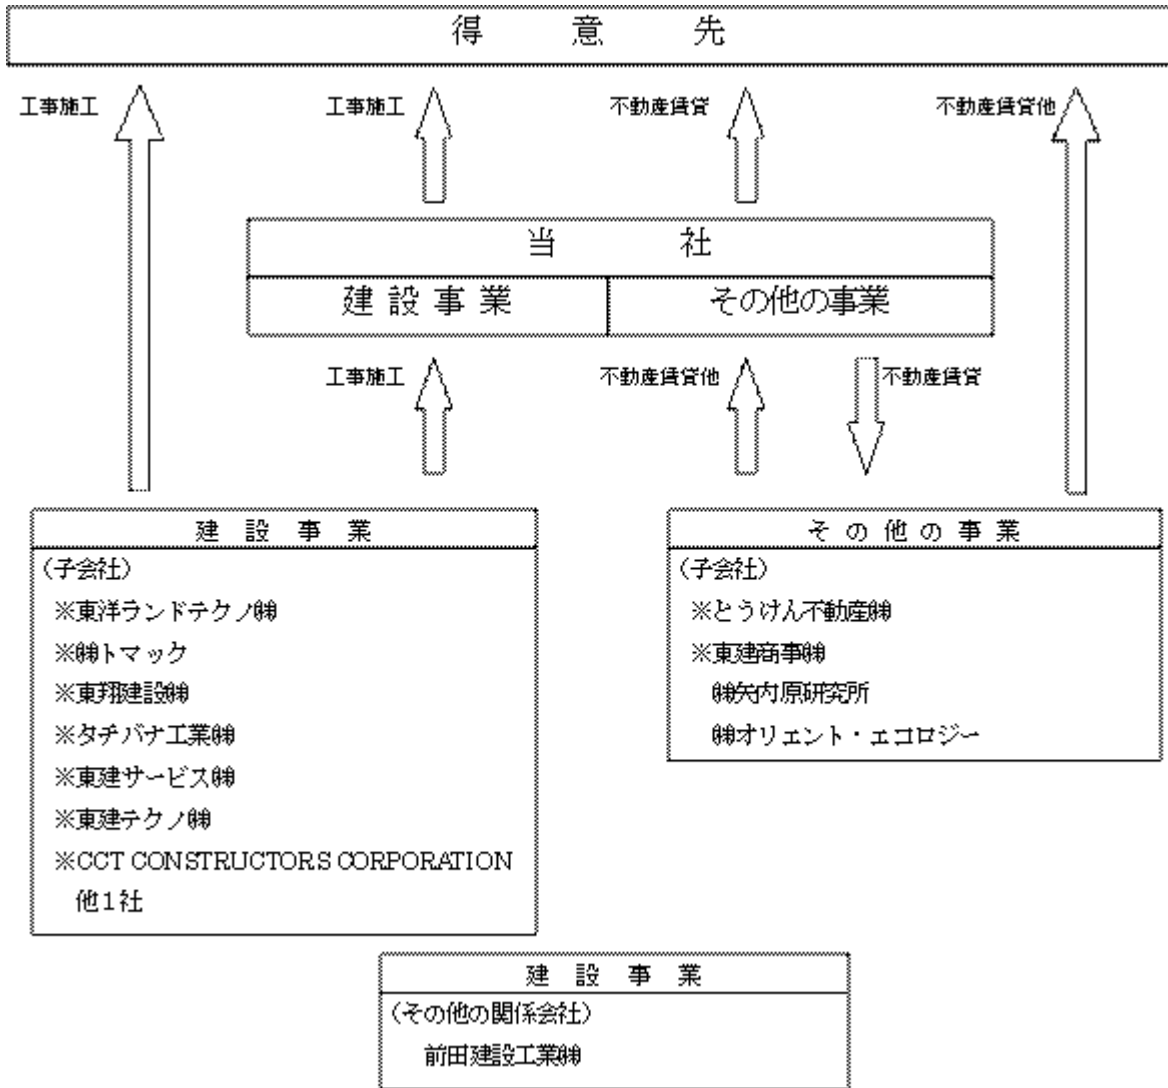 得意先
工事施工
工事施工
不動産賃貸
不動産賃貸他
当社
建設事業
その他の事業
工事施工
不動産賃貸他
不動産賃貸
建設事業
(子会社)
※東洋ランドテクノ㈱
※㈱トマック
※東翔建設㈱
※タチバナ工業㈱
※東建サービス㈱
※東建テクノ㈱
※CCT CONSTRUCTORS CORPORATION
他1社
その他の事業
(子会社)
※とうけん不動産㈱
※東建商事㈱
㈱矢内原研究所
㈱オリエント・エコロジー
建設事業
(その他の関係会社)
前田建設工業㈱